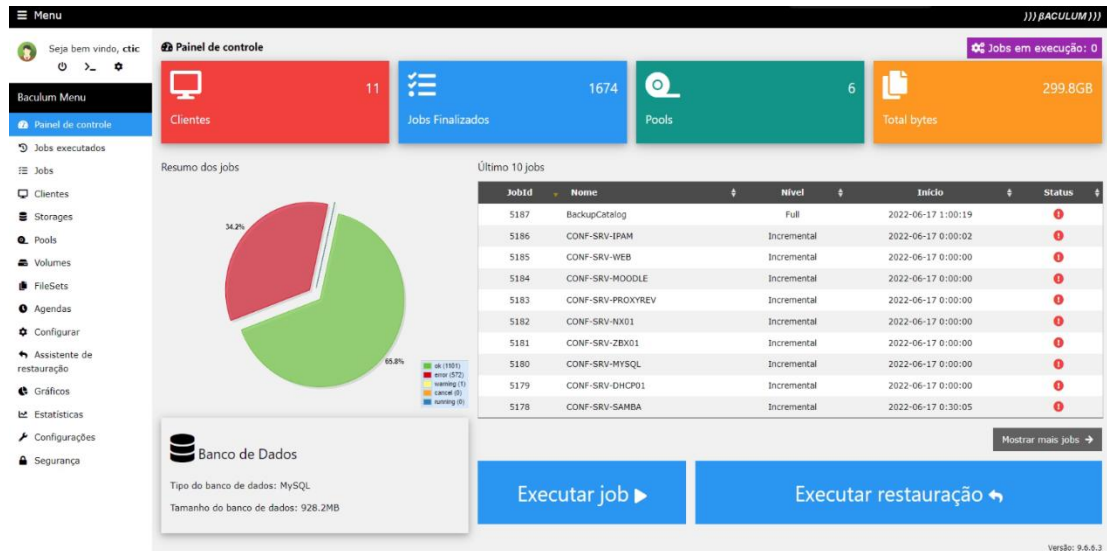 Menu
))) βACULUM )))
Seja bem vindo, ctic
Baculum Menu
Painel de controle
Jobs executados
Jobs
Clientes
Storages
Pools
Volumes
FileSets
Agendas
Configurar
Assistente de
restauração
Gráficos
Estatísticas
Configurações
Segurança
Painel de controle
Jobs em execução: 0
11
Clientes
1674
Jobs Finalizados
6
Pools
299.8GB
Total bytes
Resumo dos jobs
34.2%
65.8%
ok (1101)
error (572)
warning (1)
cancel (0)
running (0)
Último 10 jobs
JobId Nome Nível Início Status
5187 BackupCatalog Full 2022-06-17 1:00:19
5186 CONF-SRV-IPAM Incremental 2022-06-17 0:00:02
5185 CONF-SRV-WEB Incremental 2022-06-17 0:00:00
5184 CONF-SRV-MOODLE Incremental 2022-06-17 0:00:00
5183 CONF-SRV-PROXYREV Incremental 2022-06-17 0:00:00
5182 CONF-SRV-NX01 Incremental 2022-06-17 0:00:00
5181 CONF-SRV-ZBX01 Incremental 2022-06-17 0:00:00
5180 CONF-SRV-MYSQL Incremental 2022-06-17 0:00:00
5179 CONF-SRV-DHCP01 Incremental 2022-06-17 0:00:00
5178 CONF-SRV-SAMBA Incremental 2022-06-17 0:30:05
Mostrar mais jobs
Banco de Dados
Tipo do banco de dados: MySQL
Tamanho do banco de dados: 928.2MB
Executar job
Executar restauração
Versão: 9.6.6.3